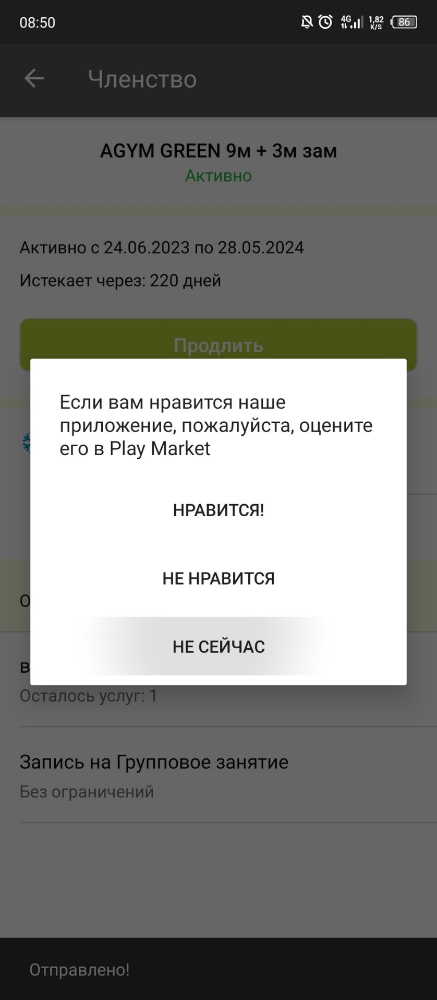 08:50
4G
1,82
K/S
86
Членство
AGYM GREEN 9м + 3м зам
Активно
Активно с 24.06.2023 по 28.05.2024
Истекает через: 220 дней
Продлить
Если вам нравится наше
приложение, пожалуйста, оцените
его в Play Market
НРАВИТСЯ!
НЕ НРАВИТСЯ
НЕ СЕЙЧАС
Осталось услуг: 1
Запись на Групповое занятие
Без ограничений
Отправлено!